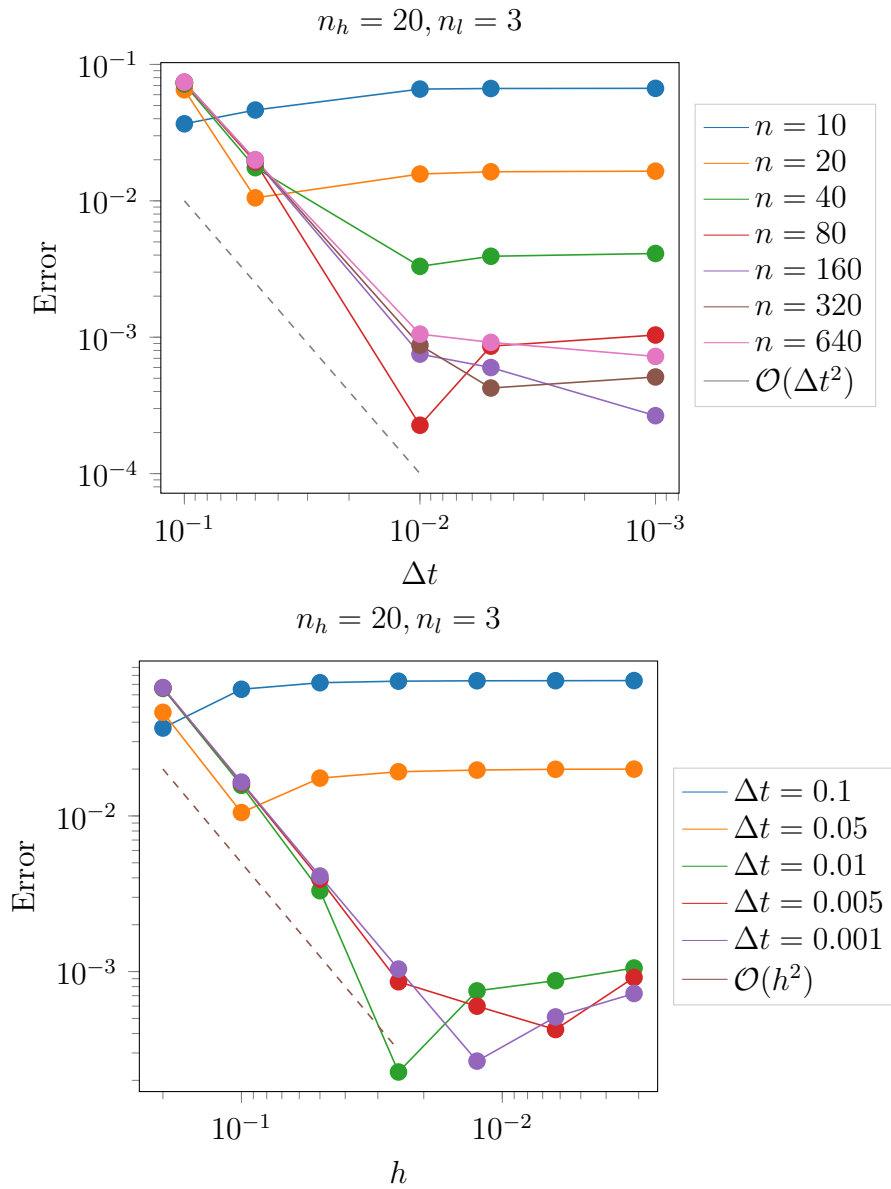 n_h = 20, n_l = 3
10^{-1}
10^{-2}
10^{-3}
10^{-4}
Error
10^{-1}
10^{-2}
10^{-3}
Δt
n = 10
n = 20
n = 40
n = 80
n = 160
n = 320
n = 640
𝒪(Δt^2)
n_h = 20, n_l = 3
10^{-2}
10^{-3}
Error
10^{-1}
10^{-2}
h
Δt = 0.1
Δt = 0.05
Δt = 0.01
Δt = 0.005
Δt = 0.001
𝒪(h^2)